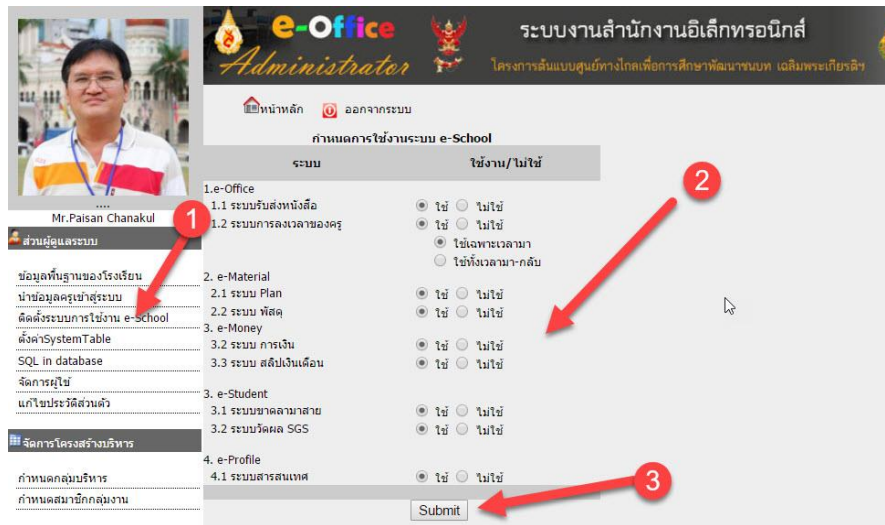 e-Office
Administrator
ระบบงานสำนักงานอิเล็กทรอนิกส์
โครงการต้นแบบศูนย์ทางไกลเพื่อการศึกษาพัฒนาชนบท เฉลิมพระเกียรติฯ
....
Mr.Paisan Chanakul
ส่วนผู้ดูแลระบบ
ข้อมูลพื้นฐานของโรงเรียน
นำข้อมูลครูเข้าสู่ระบบ
ติดตั้งระบบการใช้งาน e-School
ตั้งค่าSystemTable
SQL in database
จัดการผู้ใช้
แก้ไขประวัติส่วนตัว
จัดการโครงสร้างบริหาร
กำหนดกลุ่มบริหาร
กำหนดสมาชิกกลุ่มงาน
หน้าหลัก ออกจากระบบ
กำหนดการใช้งานระบบ e-School
ระบบ ใช้งาน/ไม่ใช้
1.e-Office
1.1 ระบบรับส่งหนังสือ ใช้ ไม่ใช้
1.2 ระบบการลงเวลาของครู ใช้ ไม่ใช้
ใช้เฉพาะเวลามา
ใช้ทั้งเวลามา-กลับ
2. e-Material
2.1 ระบบ Plan ใช้ ไม่ใช้
2.2 ระบบ พัสดุ ใช้ ไม่ใช้
3. e-Money
3.2 ระบบ การเงิน ใช้ ไม่ใช้
3.3 ระบบ สลิปเงินเดือน ใช้ ไม่ใช้
3. e-Student
3.1 ระบบขาดลามาสาย ใช้ ไม่ใช้
3.2 ระบบวัดผล SGS ใช้ ไม่ใช้
4. e-Profile
4.1 ระบบสารสนเทศ ใช้ ไม่ใช้
Submit
1
2
3